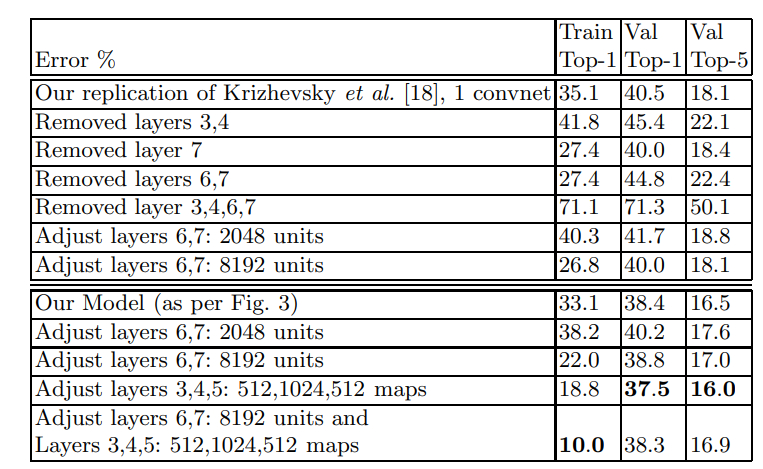 Error % Train Top-1 Val Top-1 Val Top-5
Our replication of Krizhevsky et al. [18], 1 convnet 35.1 40.5 18.1
Removed layers 3,4 41.8 45.4 22.1
Removed layer 7 27.4 40.0 18.4
Removed layers 6,7 27.4 44.8 22.4
Removed layer 3,4,6,7 71.1 71.3 50.1
Adjust layers 6,7: 2048 units 40.3 41.7 18.8
Adjust layers 6,7: 8192 units 26.8 40.0 18.1
Our Model (as per Fig. 3) 33.1 38.4 16.5
Adjust layers 6,7: 2048 units 38.2 40.2 17.6
Adjust layers 6,7: 8192 units 22.0 38.8 17.0
Adjust layers 3,4,5: 512,1024,512 maps 18.8 37.5 16.0
Adjust layers 6,7: 8192 units and
Layers 3,4,5: 512,1024,512 maps 10.0 38.3 16.9